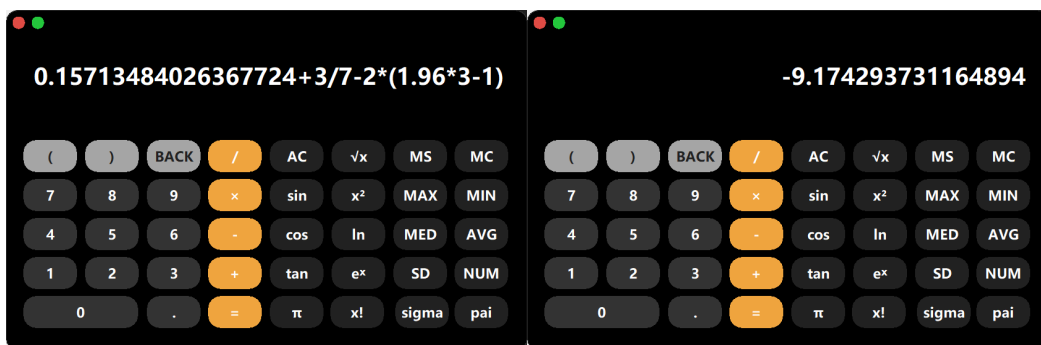 0.15713484026367724+3/7-2*(1.96*3-1)
( ) BACK / AC √x MS MC
7 8 9 × sin x² MAX MIN
4 5 6 - cos ln MED AVG
1 2 3 + tan eˣ SD NUM
0 . = π x! sigma pai
-9.174293731164894
( ) BACK / AC √x MS MC
7 8 9 × sin x² MAX MIN
4 5 6 - cos ln MED AVG
1 2 3 + tan eˣ SD NUM
0 . = π x! sigma pai